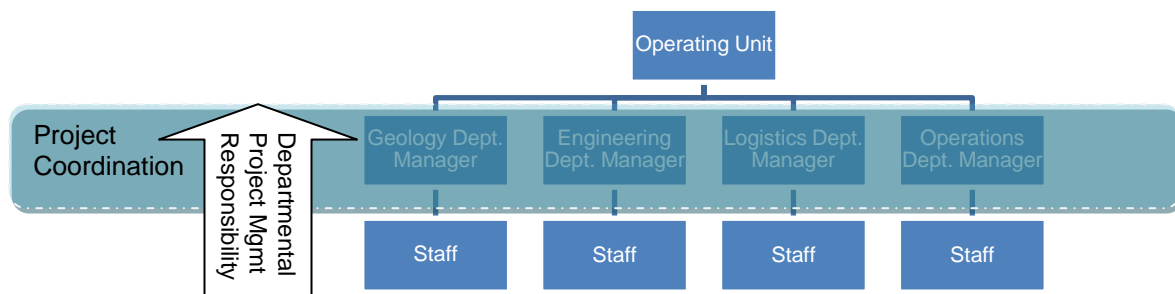 Operating Unit
Project
Coordination
Departmental
Project Mgmt
Responsibility
Geology Dept.
Manager
Engineering
Dept. Manager
Logistics Dept.
Manager
Operations
Dept. Manager
Staff
Staff
Staff
Staff